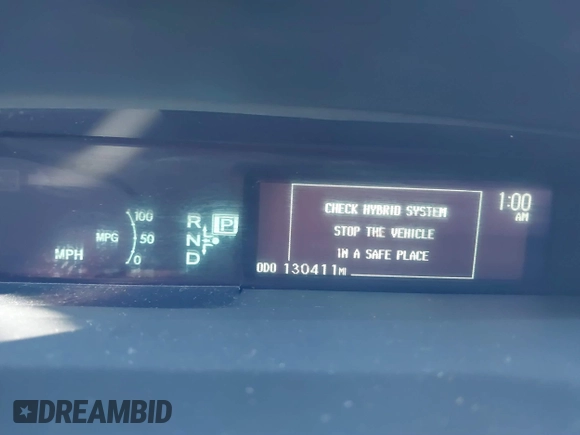 1:00
AM
CHECK HYBRID SYSTEM
STOP THE VEHICLE
IN A SAFE PLACE
ODO 130411 MI
100
MPG 50
0
MPH
R
P
N
D
DREAMBID